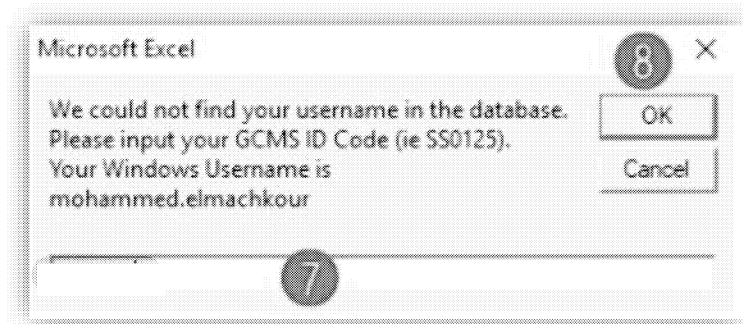 Microsoft Excel
8
We could not find your username in the database.
OK
Please input your GCMS ID Code (ie SS0125).
Your Windows Username is
Cancel
mohammed.elmachkour
7